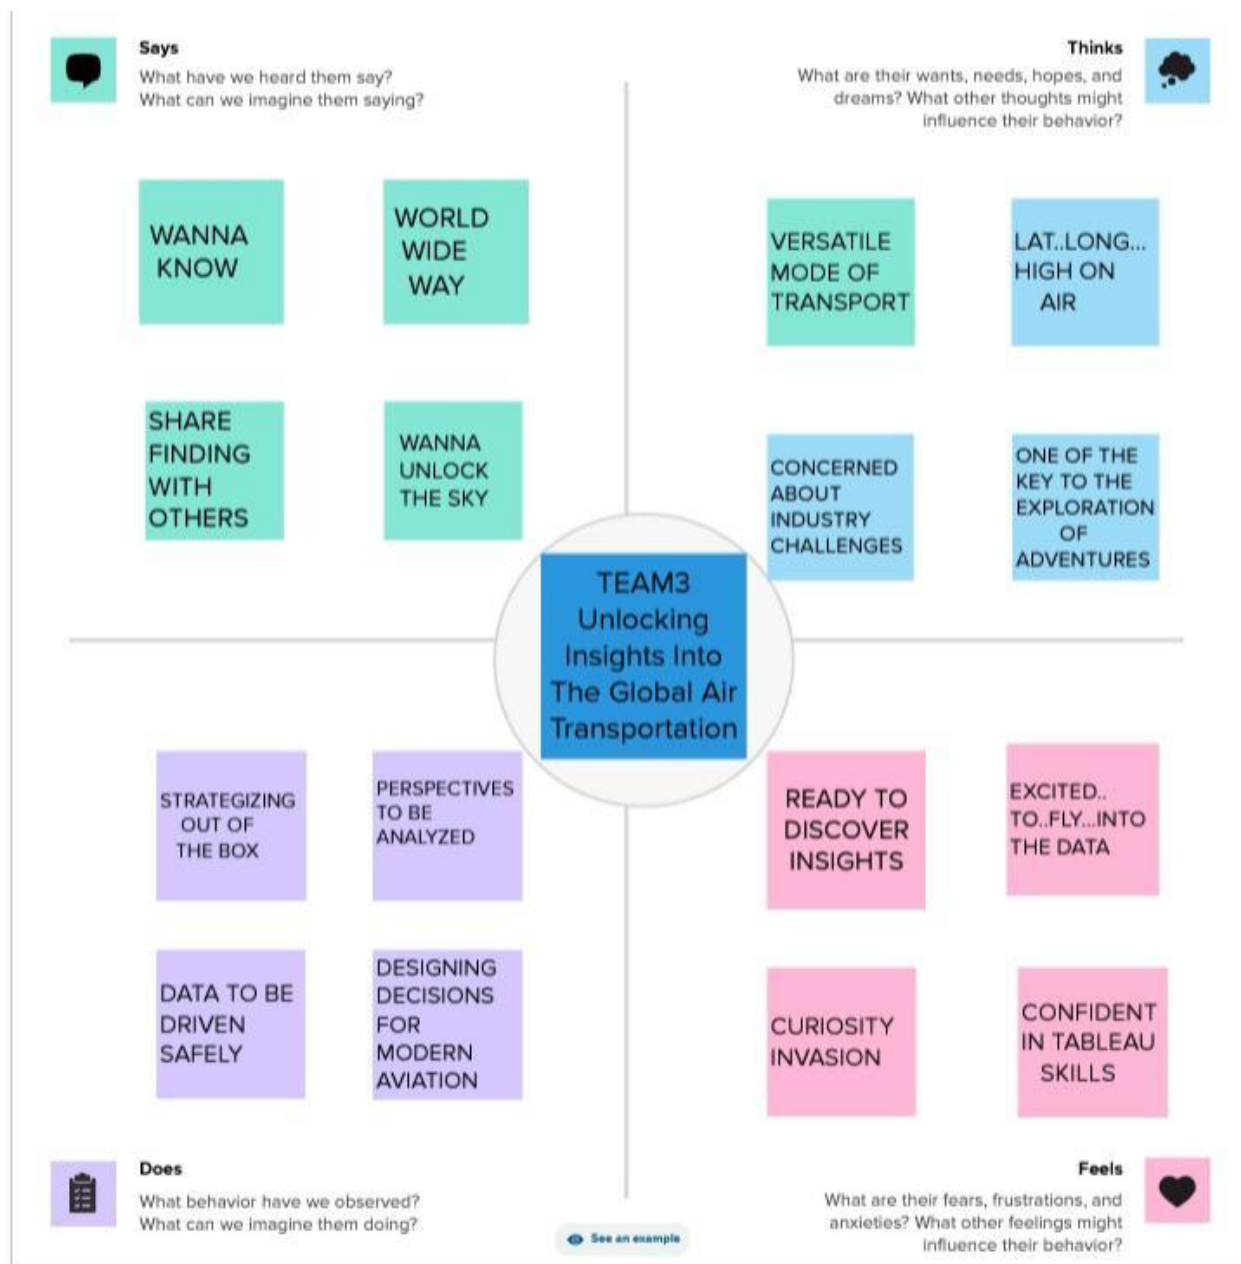 Says
What have we heard them say?
What can we imagine them saying?
Thinks
What are their wants, needs, hopes, and
dreams? What other thoughts might
influence their behavior?
WANNA
KNOW
WORLD
WIDE
WAY
SHARE
FINDING
WITH
OTHERS
WANNA
UNLOCK
THE SKY
VERSATILE
MODE OF
TRANSPORT
LAT..LONG...
HIGH ON
AIR
CONCERNED
ABOUT
INDUSTRY
CHALLENGES
ONE OF THE
KEY TO THE
EXPLORATION
OF
ADVENTURES
TEAM3
Unlocking
Insights Into
The Global Air
Transportation
STRATEGIZING
OUT OF
THE BOX
PERSPECTIVES
TO BE
ANALYZED
DATA TO BE
DRIVEN
SAFELY
DESIGNING
DECISIONS
FOR
MODERN
AVIATION
READY TO
DISCOVER
INSIGHTS
EXCITED..
TO..FLY...INTO
THE DATA
CURIOSITY
INVASION
CONFIDENT
IN TABLEAU
SKILLS
Does
What behavior have we observed?
What can we imagine them doing?
See an example
Feels
What are their fears, frustrations, and
anxieties? What other feelings might
influence their behavior?